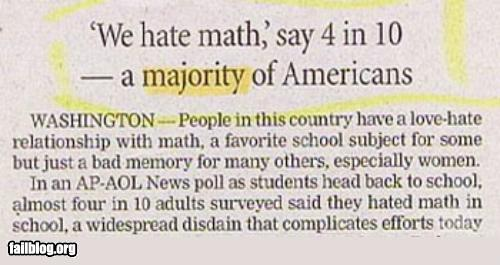 ‘We hate math,’ say 4 in 10
— a majority of Americans
WASHINGTON — People in this country have a love-hate
relationship with math, a favorite school subject for some
but just a bad memory for many others, especially women.
In an AP-AOL News poll as students head back to school,
almost four in 10 adults surveyed said they hated math in
school, a widespread disdain that complicates efforts today
failblog.org